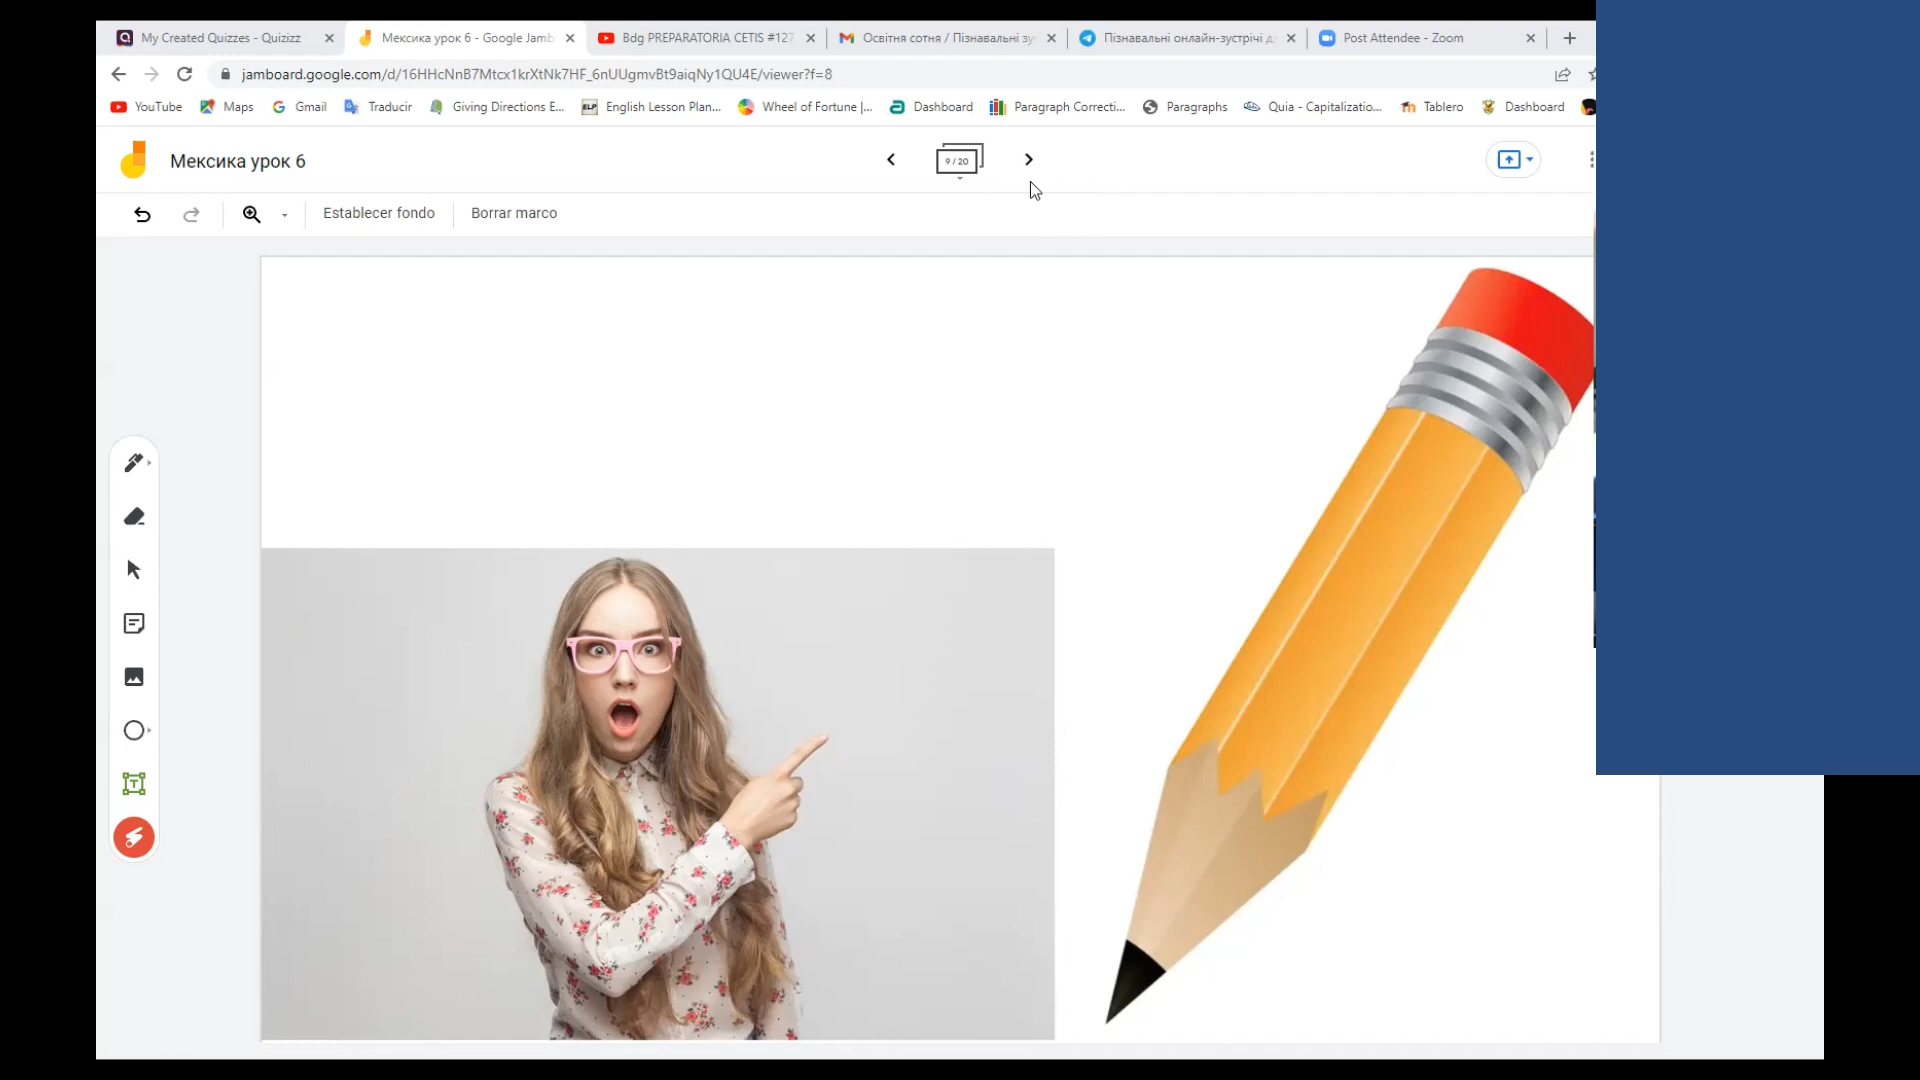 My Created Quizzes - Quizizz
Мексика урок 6 - Google Jamb
Bdg PREPARATORIA CETIS #127
Освітня сотня / Пізнавальні зу
Пізнавальні онлайн-зустрічі д
Post Attendee - Zoom
jamboard.google.com/d/16HHcNnB7Mtcx1krXtNk7HF_6nUUgmvBt9aiqNy1QU4E/viewer?f=8
YouTube Maps Gmail Traducir Giving Directions E... English Lesson Plan... Wheel of Fortune |... Dashboard Paragraph Correcti... Paragraphs Quia - Capitalizatio... Tablero Dashboard
Мексика урок 6
9 / 20
Establecer fondo Borrar marco